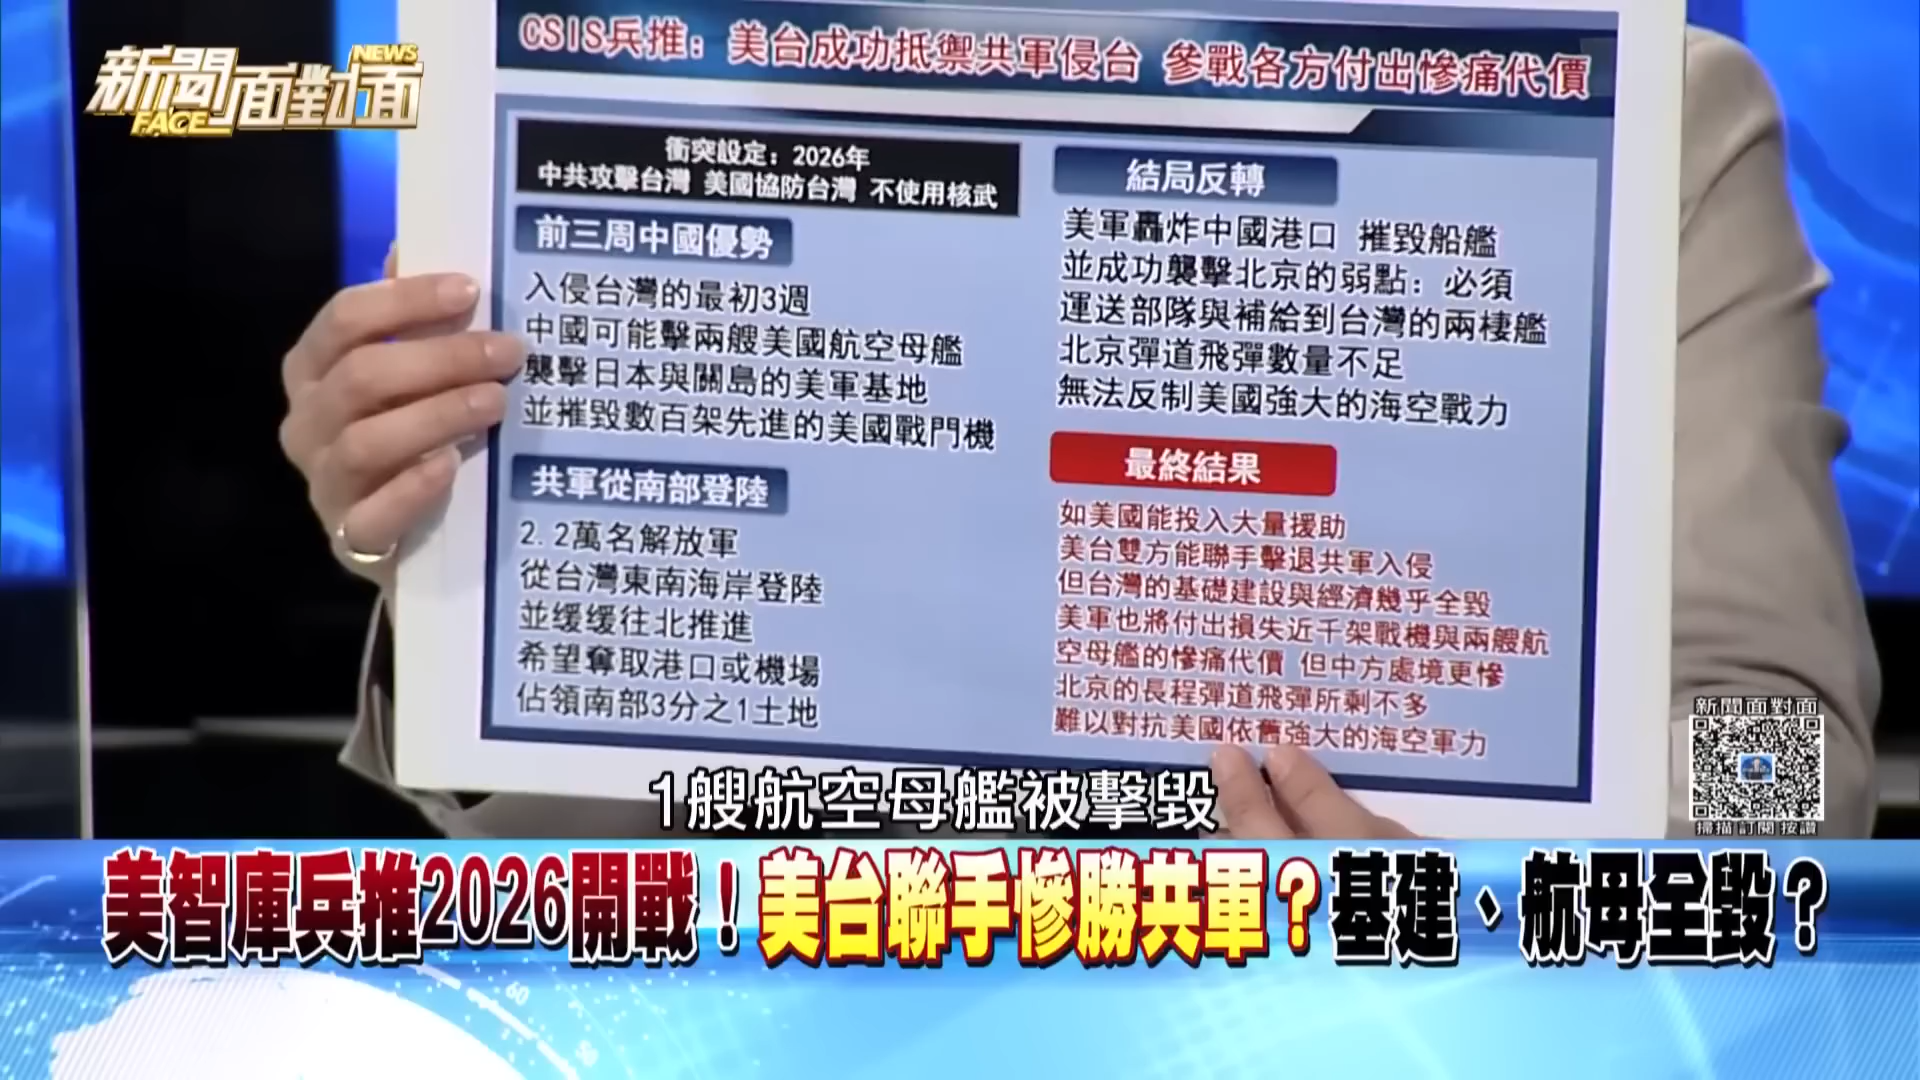 新聞面對面
NEWS
FACE
CSIS兵推：美台成功抵禦共軍侵台 參戰各方付出慘痛代價
衝突設定：2026年
中共攻擊台灣 美國協防台灣 不使用核武
前三周中國優勢
入侵台灣的最初3週
中國可能擊兩艘美國航空母艦
襲擊日本與關島的美軍基地
並摧毀數百架先進的美國戰鬥機
共軍從南部登陸
2.2萬名解放軍
從台灣東南海岸登陸
並缓缓往北推進
希望奪取港口或機場
佔領南部3分之1土地
結局反轉
美軍轟炸中國港口 摧毀船艦
並成功襲擊北京的弱點：必須
運送部隊與補給到台灣的兩棲艦
北京彈道飛彈數量不足
無法反制美國強大的海空戰力
最終結果
如美國能投入大量援助
美台雙方能聯手擊退共軍入侵
但台灣的基礎建設與經濟幾乎全毀
美軍也將付出損失近千架戰機與兩艘航
空母艦的慘痛代價 但中方處境更慘
北京的長程彈道飛彈所剩不多
難以對抗美國依舊強大的海空軍力
新聞面對面
掃描訂閱按讚
1艘航空母艦被擊毀
美智庫兵推2026開戰！美台聯手慘勝共軍？基建、航母全毀？
60
50